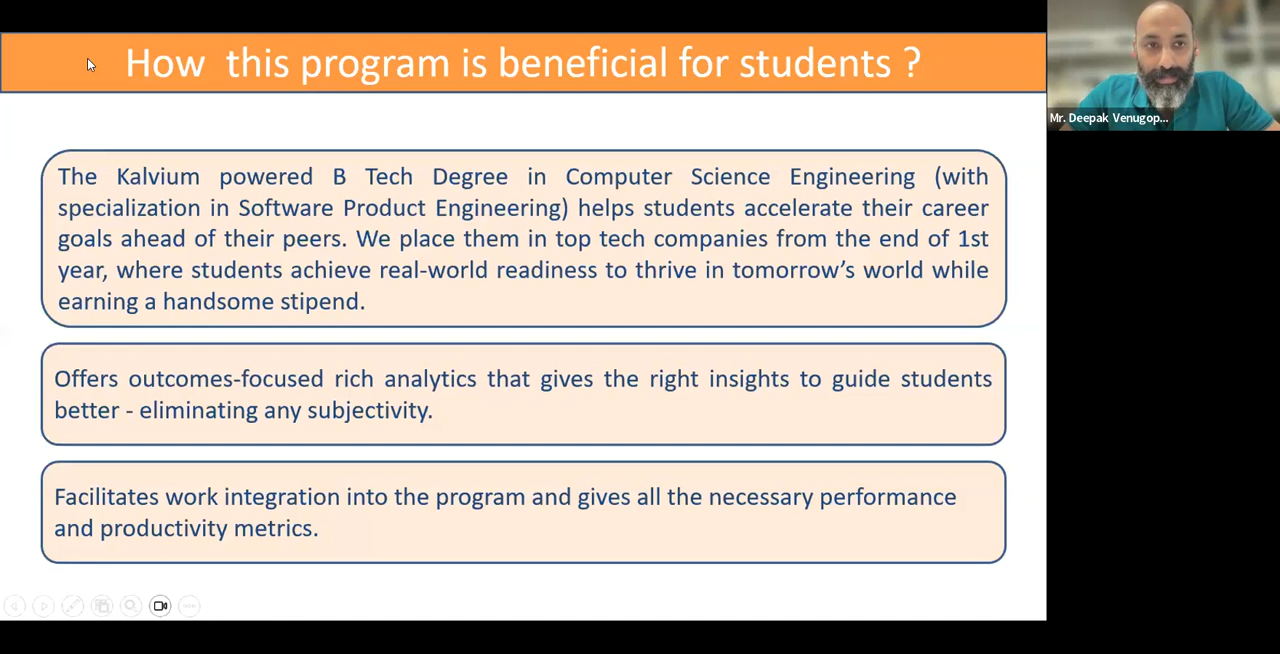 How this program is beneficial for students ?
Mr. Deepak Venugop...
The Kalvium powered B Tech Degree in Computer Science Engineering (with
specialization in Software Product Engineering) helps students accelerate their career
goals ahead of their peers. We place them in top tech companies from the end of 1st
year, where students achieve real-world readiness to thrive in tomorrow’s world while
earning a handsome stipend.
Offers outcomes-focused rich analytics that gives the right insights to guide students
better - eliminating any subjectivity.
Facilitates work integration into the program and gives all the necessary performance
and productivity metrics.